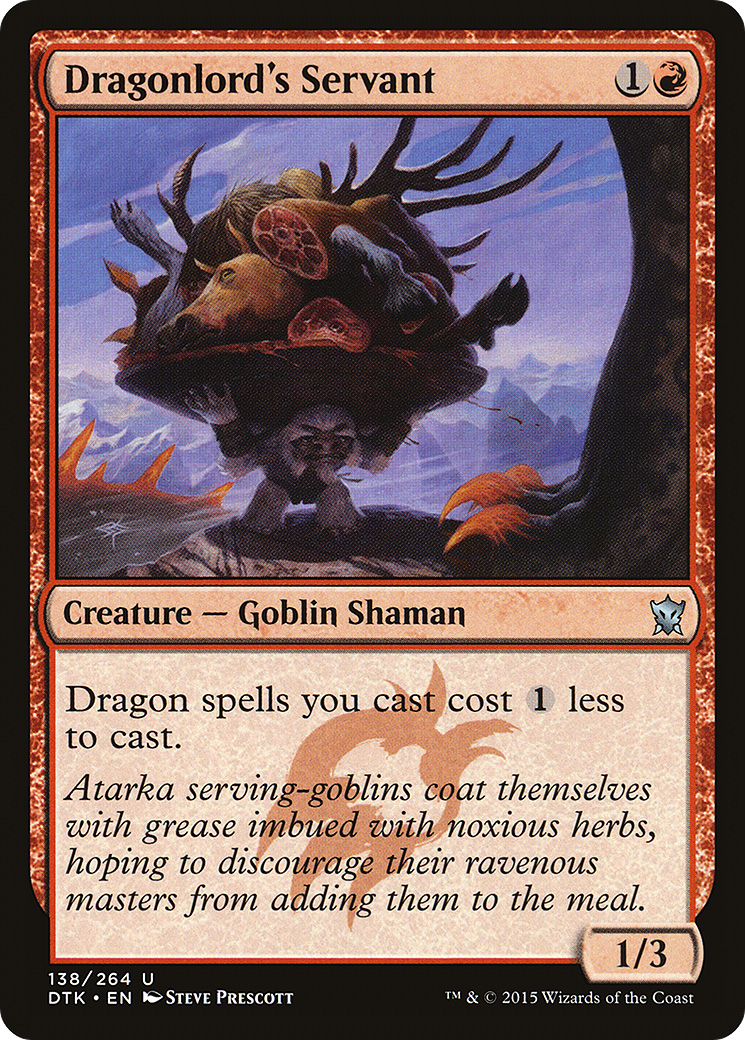 Dragonlord's Servant 1
Creature — Goblin Shaman
Dragon spells you cast cost 1 less
to cast.
Atarka serving-goblins coat themselves
with grease imbued with noxious herbs,
hoping to discourage their ravenous
masters from adding them to the meal.
1/3
138/264 U
DTK • EN Steve Prescott
™ & © 2015 Wizards of the Coast